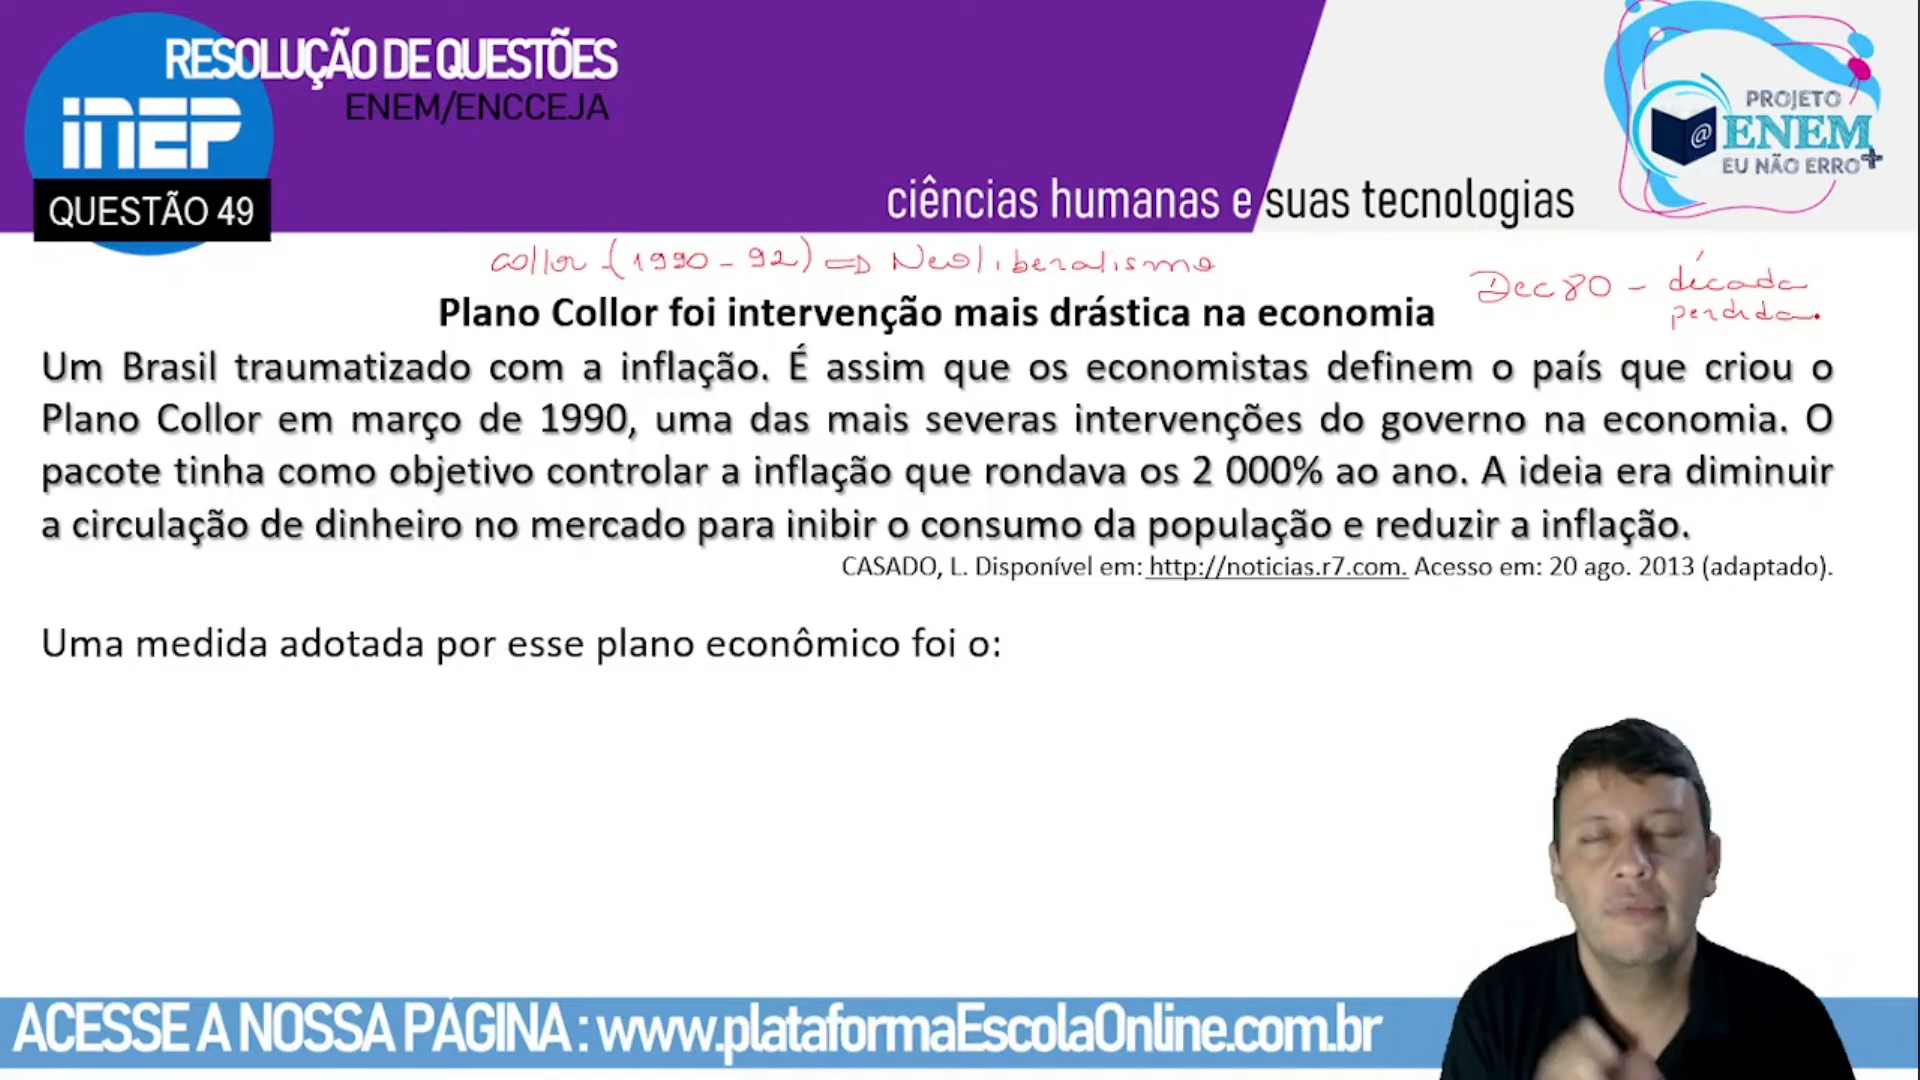 RESOLUÇÃO DE QUESTÕES
ENEM/ENCCEJA
inEP
QUESTÃO 49
ciências humanas e suas tecnologias
PROJETO
@ENEM
EU NÃO ERRO+
Collor (1990 - 92) => Neoliberalismo
Dec 80 - década
perdida.
Plano Collor foi intervenção mais drástica na economia
Um Brasil traumatizado com a inflação. É assim que os economistas definem o país que criou o
Plano Collor em março de 1990, uma das mais severas intervenções do governo na economia. O
pacote tinha como objetivo controlar a inflação que rondava os 2 000% ao ano. A ideia era diminuir
a circulação de dinheiro no mercado para inibir o consumo da população e reduzir a inflação.
CASADO, L. Disponível em: http://noticias.r7.com. Acesso em: 20 ago. 2013 (adaptado).
Uma medida adotada por esse plano econômico foi o:
ACESSE A NOSSA PÁGINA : www.plataformaEscolaOnline.com.br